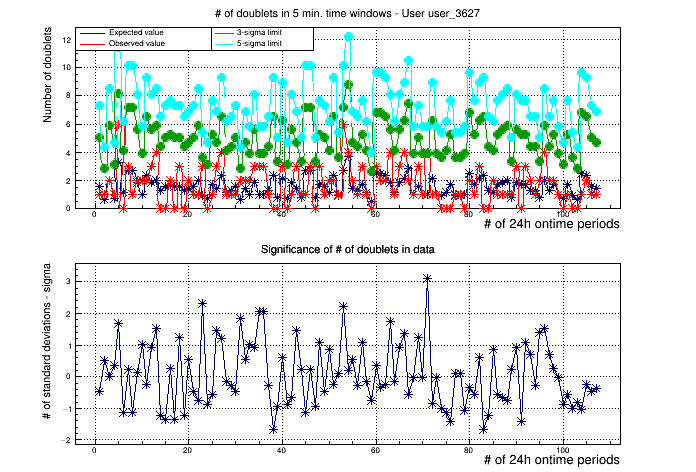 # of doublets in 5 min. time windows - User user_3627
Number of doublets
Expected value
Observed value
3-sigma limit
5-sigma limit
12
10
8
6
4
2
0
0 20 40 60 80 100
# of 24h ontime periods
Significance of # of doublets in data
# of standard deviations - sigma
3
2
1
0
−1
−2
0 20 40 60 80 100
# of 24h ontime periods